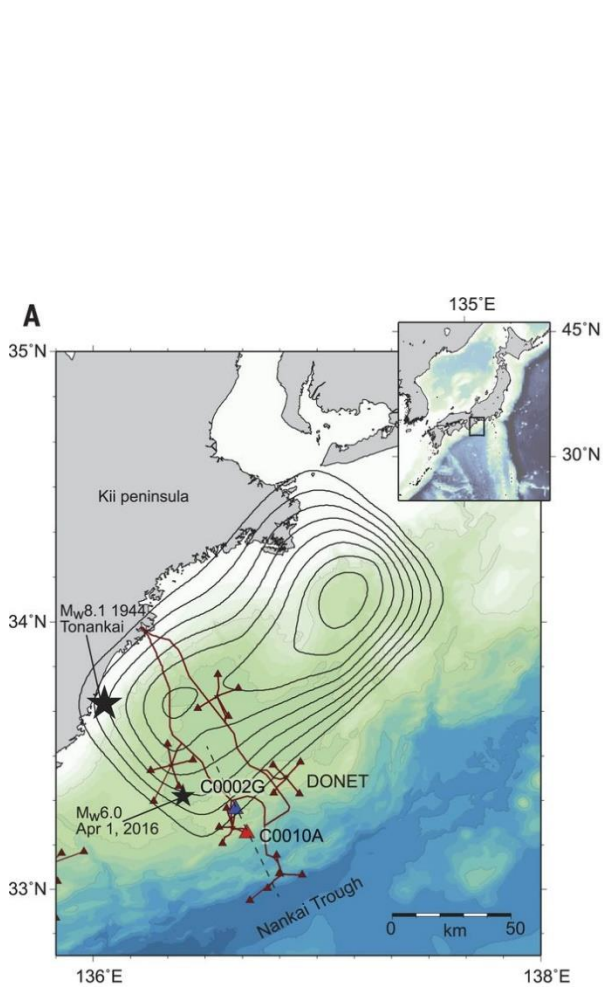 A
135°E
45°N
30°N
35°N
Kii peninsula
34°N
Mw8.1 1944
Tonankai
C0002G
DONET
Mw6.0
Apr 1, 2016
C0010A
33°N
Nankai Trough
0 km 50
136°E
138°E